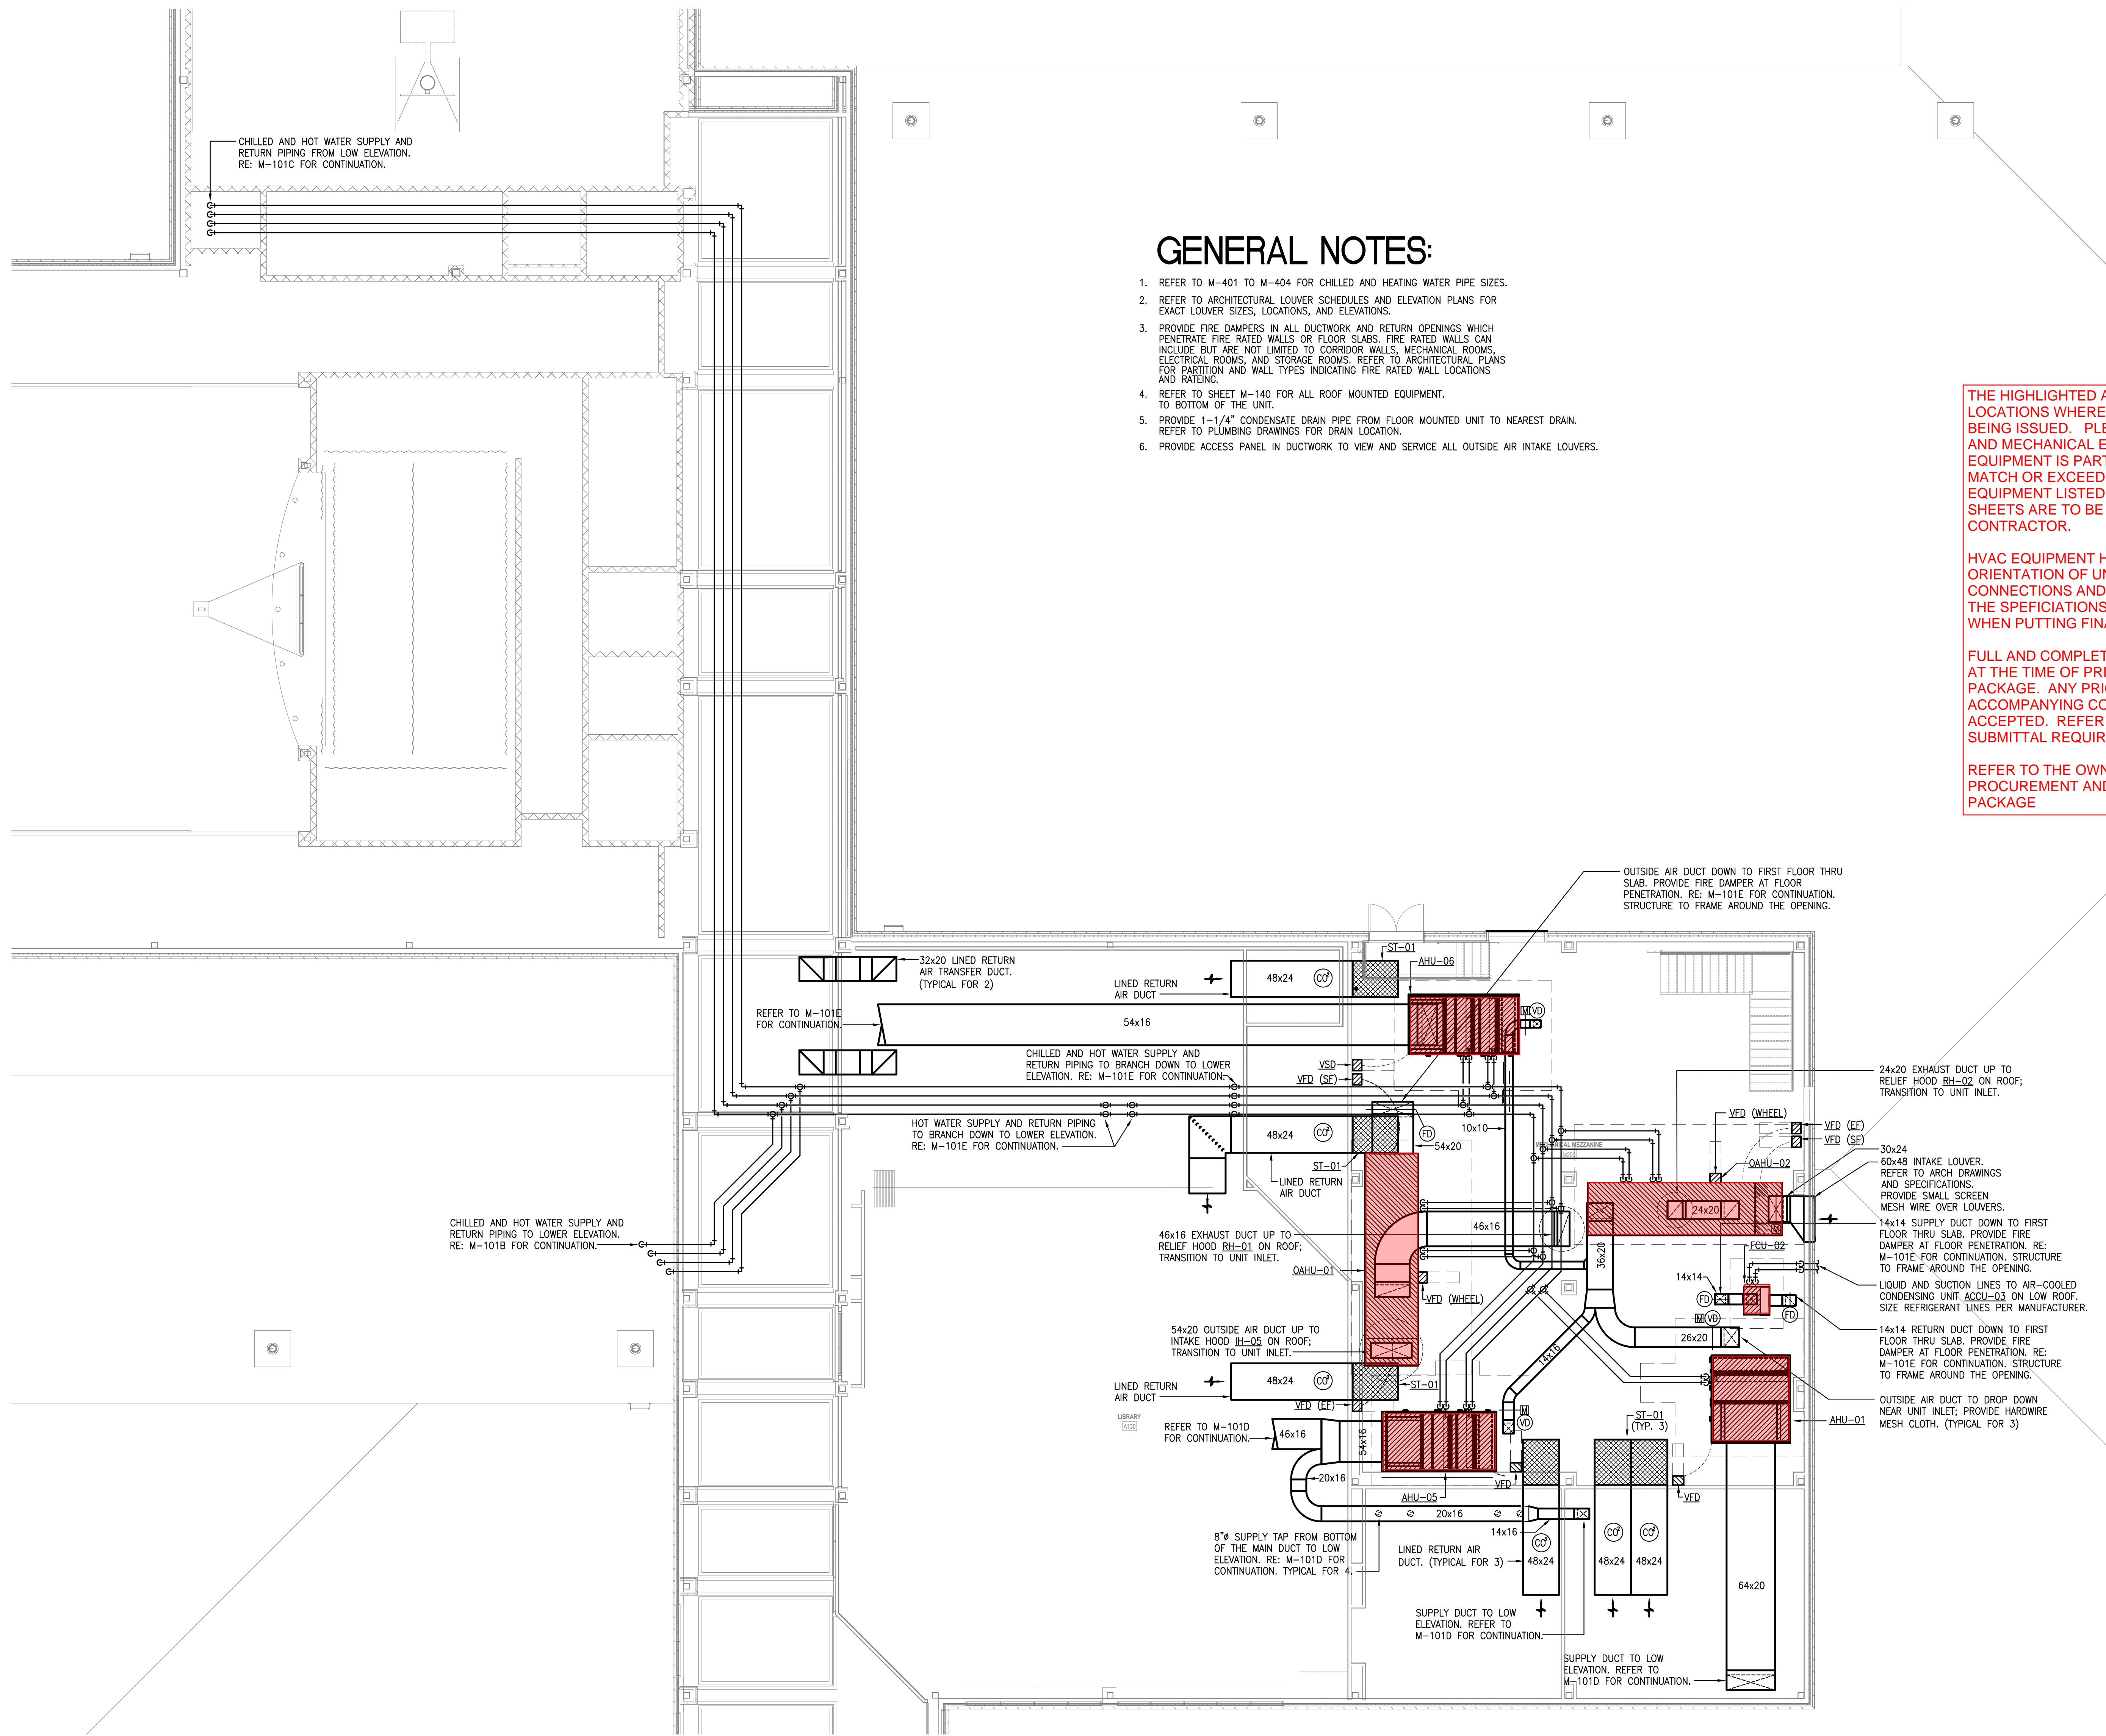 CHILLED AND HOT WATER SUPPLY AND
RETURN PIPING FROM LOW ELEVATION.
RE: M-101C FOR CONTINUATION.
GENERAL NOTES:
1. REFER TO M-401 TO M-404 FOR CHILLED AND HEATING WATER PIPE SIZES.
2. REFER TO ARCHITECTURAL LOUVER SCHEDULES AND ELEVATION PLANS FOR
EXACT LOUVER SIZES, LOCATIONS, AND ELEVATIONS.
3. PROVIDE FIRE DAMPERS IN ALL DUCTWORK AND RETURN OPENINGS WHICH
PENETRATE FIRE RATED WALLS OR FLOOR SLABS. FIRE RATED WALLS CAN
INCLUDE BUT ARE NOT LIMITED TO CORRIDOR WALLS, MECHANICAL ROOMS,
ELECTRICAL ROOMS, AND STORAGE ROOMS. REFER TO ARCHITECTURAL PLANS
FOR PARTITION AND WALL TYPES INDICATING FIRE RATED WALL LOCATIONS
AND RATEING.
4. REFER TO SHEET M-140 FOR ALL ROOF MOUNTED EQUIPMENT.
TO BOTTOM OF THE UNIT.
5. PROVIDE 1-1/4" CONDENSATE DRAIN PIPE FROM FLOOR MOUNTED UNIT TO NEAREST DRAIN.
REFER TO PLUMBING DRAWINGS FOR DRAIN LOCATION.
6. PROVIDE ACCESS PANEL IN DUCTWORK TO VIEW AND SERVICE ALL OUTSIDE AIR INTAKE LOUVERS.
THE HIGHLIGHTED A
LOCATIONS WHERE
BEING ISSUED. PLE
AND MECHANICAL E
EQUIPMENT IS PART
MATCH OR EXCEED
EQUIPMENT LISTED
SHEETS ARE TO BE
CONTRACTOR.
HVAC EQUIPMENT H
ORIENTATION OF UN
CONNECTIONS AND
THE SPEFICIATIONS
WHEN PUTTING FINA
FULL AND COMPLET
AT THE TIME OF PRI
PACKAGE. ANY PRIC
ACCOMPANYING CO
ACCEPTED. REFER
SUBMITTAL REQUIR
REFER TO THE OWN
PROCUREMENT AND
PACKAGE
OUTSIDE AIR DUCT DOWN TO FIRST FLOOR THRU
SLAB. PROVIDE FIRE DAMPER AT FLOOR
PENETRATION. RE: M-101E FOR CONTINUATION.
STRUCTURE TO FRAME AROUND THE OPENING.
32x20 LINED RETURN
AIR TRANSFER DUCT.
(TYPICAL FOR 2)
LINED RETURN
AIR DUCT
48x24
CO²
ST-01
AHU-06
M
VD
REFER TO M-101E
FOR CONTINUATION.
54x16
CHILLED AND HOT WATER SUPPLY AND
RETURN PIPING TO BRANCH DOWN TO LOWER
ELEVATION. RE: M-101E FOR CONTINUATION.
VSD
VFD (SF)
HOT WATER SUPPLY AND RETURN PIPING
TO BRANCH DOWN TO LOWER ELEVATION.
RE: M-101E FOR CONTINUATION.
48x24
CO²
FD
54x20
10x10
MECHANICAL MEZZANINE
ST-01
LINED RETURN
AIR DUCT
24x20 EXHAUST DUCT UP TO
RELIEF HOOD RH-02 ON ROOF;
TRANSITION TO UNIT INLET.
VFD (WHEEL)
VFD (EF)
VFD (SF)
OAHU-02
30x24
60x48 INTAKE LOUVER.
REFER TO ARCH DRAWINGS
AND SPECIFICATIONS.
PROVIDE SMALL SCREEN
MESH WIRE OVER LOUVERS.
24x20
CHILLED AND HOT WATER SUPPLY AND
RETURN PIPING TO LOWER ELEVATION.
RE: M-101B FOR CONTINUATION.
46x16 EXHAUST DUCT UP TO
RELIEF HOOD RH-01 ON ROOF;
TRANSITION TO UNIT INLET.
46x16
36x20
OAHU-01
VFD (WHEEL)
14x14 SUPPLY DUCT DOWN TO FIRST
FLOOR THRU SLAB. PROVIDE FIRE
DAMPER AT FLOOR PENETRATION. RE:
M-101E FOR CONTINUATION. STRUCTURE
TO FRAME AROUND THE OPENING.
FCU-02
14x14
FD
FD
M
VD
LIQUID AND SUCTION LINES TO AIR-COOLED
CONDENSING UNIT ACCU-03 ON LOW ROOF.
SIZE REFRIGERANT LINES PER MANUFACTURER.
54x20 OUTSIDE AIR DUCT UP TO
INTAKE HOOD IH-05 ON ROOF;
TRANSITION TO UNIT INLET.
26x20
14x16
14x14 RETURN DUCT DOWN TO FIRST
FLOOR THRU SLAB. PROVIDE FIRE
DAMPER AT FLOOR PENETRATION. RE:
M-101E FOR CONTINUATION. STRUCTURE
TO FRAME AROUND THE OPENING.
LINED RETURN
AIR DUCT
48x24
CO²
ST-01
VFD (EF)
OUTSIDE AIR DUCT TO DROP DOWN
NEAR UNIT INLET; PROVIDE HARDWIRE
MESH CLOTH. (TYPICAL FOR 3)
AHU-01
LIBRARY
A130
REFER TO M-101D
FOR CONTINUATION.
46x16
54x16
M
VD
ST-01
(TYP. 3)
20x16
AHU-05
VFD
VFD
20x16
14x16
8"ø SUPPLY TAP FROM BOTTOM
OF THE MAIN DUCT TO LOW
ELEVATION. RE: M-101D FOR
CONTINUATION. TYPICAL FOR 4.
LINED RETURN AIR
DUCT. (TYPICAL FOR 3)
CO²
48x24
CO²
48x24
CO²
48x24
64x20
SUPPLY DUCT TO LOW
ELEVATION. REFER TO
M-101D FOR CONTINUATION.
SUPPLY DUCT TO LOW
ELEVATION. REFER TO
M-101D FOR CONTINUATION.